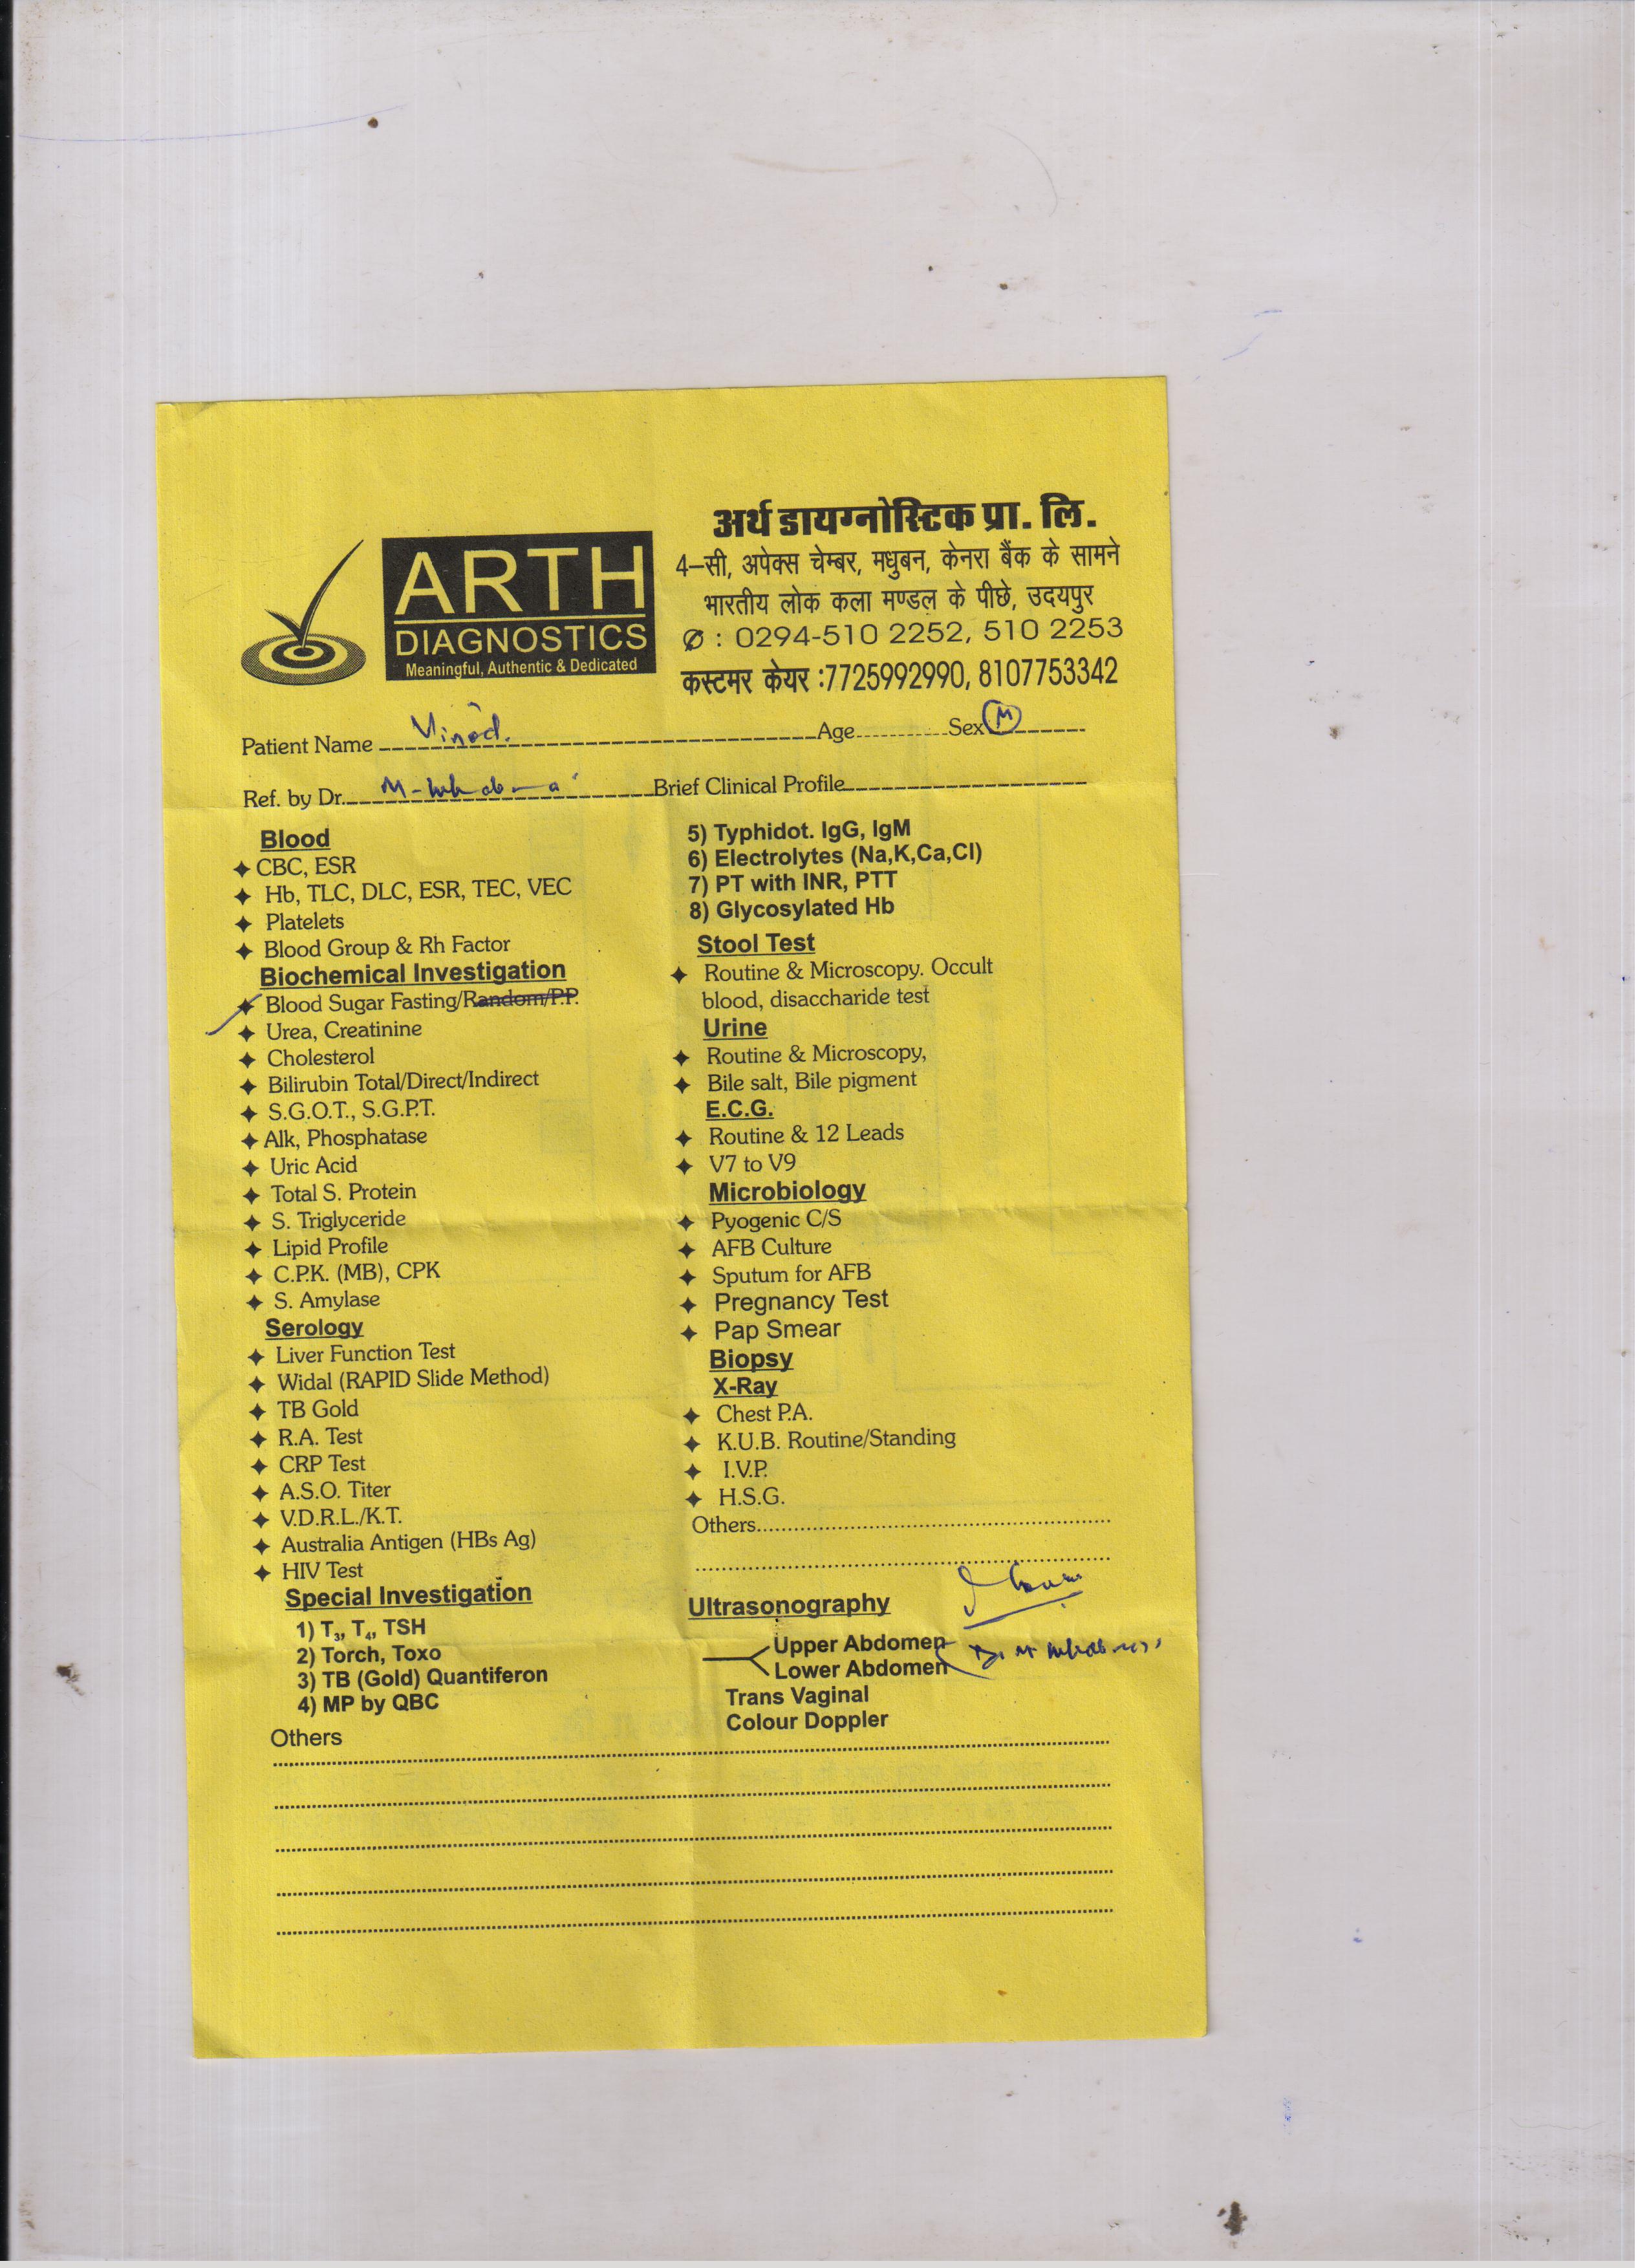 अर्थ डायग्नोस्टिक प्रा. लि.
4–सी, अपेक्स चेम्बर, मधुबन, केनरा बैंक के सामने
भारतीय लोक कला मण्डल के पीछे, उदयपुर
✆ : 0294-510 2252, 510 2253
कस्टमर केयर :7725992990, 8107753342
ARTH
DIAGNOSTICS
Meaningful, Authentic & Dedicated
Patient Name Vinod. Age Sex M
Ref. by Dr. Brief Clinical Profile
Blood
CBC, ESR
Hb, TLC, DLC, ESR, TEC, VEC
Platelets
Blood Group & Rh Factor
Biochemical Investigation
Blood Sugar Fasting/Random/P.P.
Urea, Creatinine
Cholesterol
Bilirubin Total/Direct/Indirect
S.G.O.T., S.G.P.T.
Alk, Phosphatase
Uric Acid
Total S. Protein
S. Triglyceride
Lipid Profile
C.P.K. (MB), CPK
S. Amylase
Serology
Liver Function Test
Widal (RAPID Slide Method)
TB Gold
R.A. Test
CRP Test
A.S.O. Titer
V.D.R.L./K.T.
Australia Antigen (HBs Ag)
HIV Test
Special Investigation
1) T₃, T₄, TSH
2) Torch, Toxo
3) TB (Gold) Quantiferon
4) MP by QBC
5) Typhidot. IgG, IgM
6) Electrolytes (Na,K,Ca,Cl)
7) PT with INR, PTT
8) Glycosylated Hb
Stool Test
Routine & Microscopy. Occult
blood, disaccharide test
Urine
Routine & Microscopy,
Bile salt, Bile pigment
E.C.G.
Routine & 12 Leads
V7 to V9
Microbiology
Pyogenic C/S
AFB Culture
Sputum for AFB
Pregnancy Test
Pap Smear
Biopsy
X-Ray
Chest P.A.
K.U.B. Routine/Standing
I.V.P.
H.S.G.
Others
Ultrasonography
Upper Abdomen
Lower Abdomen
Trans Vaginal
Colour Doppler
Others